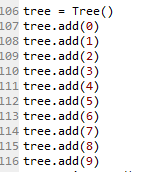 106 tree = Tree()
107 tree.add(0)
108 tree.add(1)
109 tree.add(2)
110 tree.add(3)
111 tree.add(4)
112 tree.add(5)
113 tree.add(6)
114 tree.add(7)
115 tree.add(8)
116 tree.add(9)